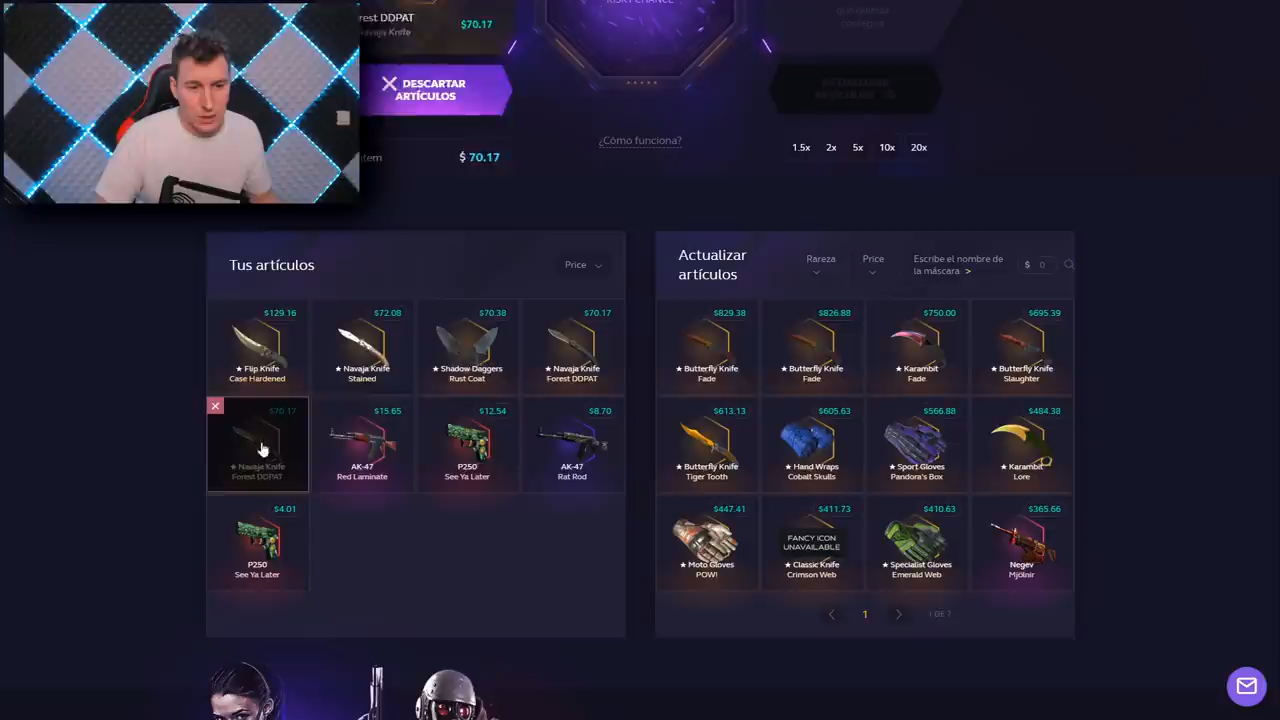 RISKY CHANCE
rest DDPAT
$70.17
Navaja Knife
DESCARTAR
ARTÍCULOS
item
$ 70.17
¿Cómo funciona?
1.5x 2x 5x 10x 20x
Tus artículos
Price
Actualizar
artículos
Rareza
Price
Escribe el nombre de
la máscara >
$ 0
$129.16 $72.08 $70.38 $70.17
★ Flip Knife ★ Navaja Knife ★ Shadow Daggers ★ Navaja Knife
Case Hardened Stained Rust Coat Forest DDPAT
$70.17 $15.65 $12.54 $8.70
★ Navaja Knife AK-47 P250 AK-47
Forest DDPAT Red Laminate See Ya Later Rat Rod
$4.01
P250
See Ya Later
$829.38 $826.88 $750.00 $695.39
★ Butterfly Knife ★ Butterfly Knife ★ Karambit ★ Butterfly Knife
Fade Fade Fade Slaughter
$613.13 $605.63 $566.88 $484.38
★ Butterfly Knife ★ Hand Wraps ★ Sport Gloves ★ Karambit
Tiger Tooth Cobalt Skulls Pandora's Box Lore
$447.41 $411.73 $410.63 $365.66
FANCY ICON
UNAVAILABLE
★ Moto Gloves ★ Classic Knife ★ Specialist Gloves Negev
POW! Crimson Web Emerald Web Mjölnir
1
1 DE 7